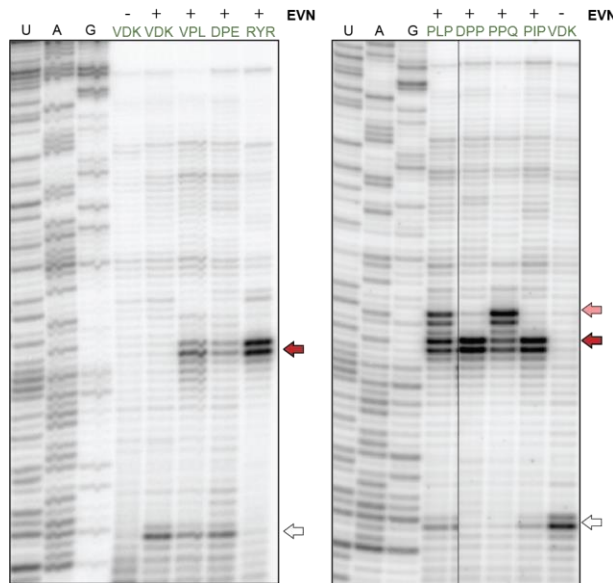 - + + + + EVN
U A G VDK VDK VPL DPE RYR
+ + + + - EVN
U A G PLP DPP PPQ PIP VDK